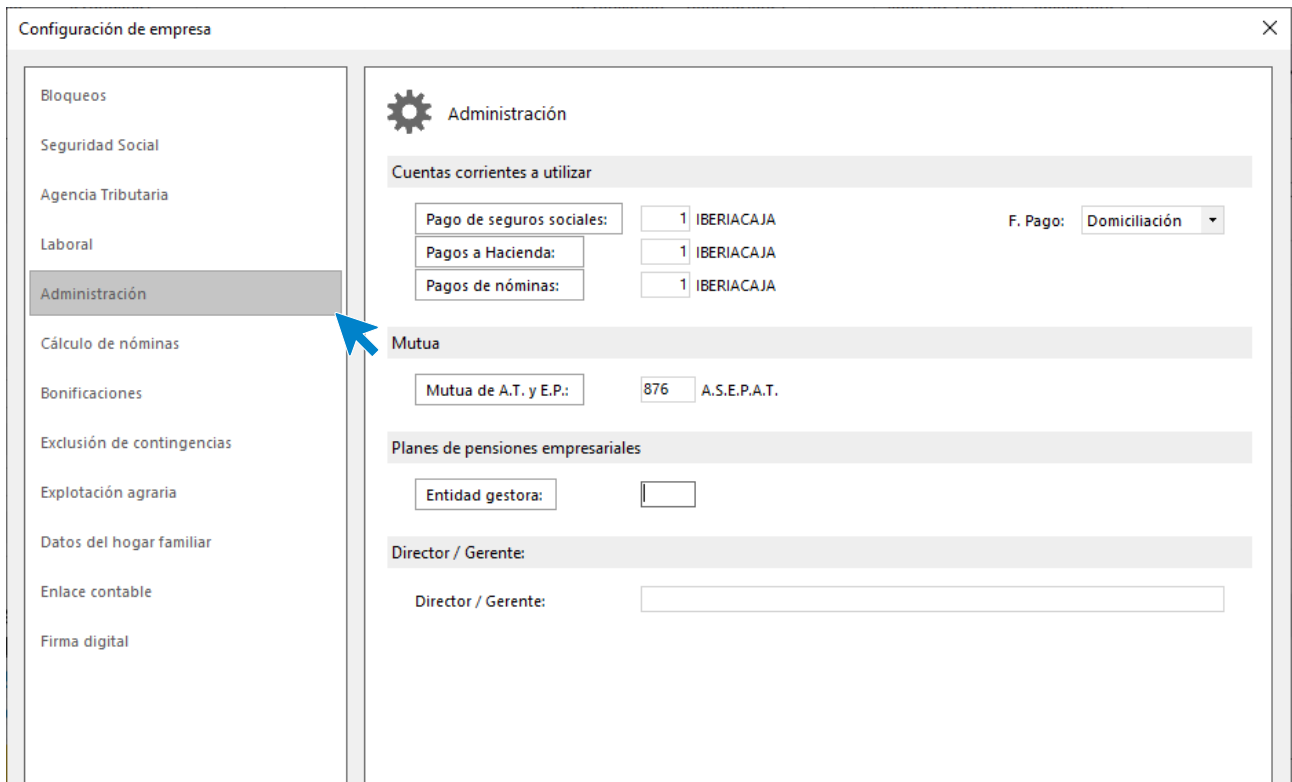 Configuración de empresa
Bloqueos
Seguridad Social
Agencia Tributaria
Laboral
Administración
Cálculo de nóminas
Bonificaciones
Exclusión de contingencias
Explotación agraria
Datos del hogar familiar
Enlace contable
Firma digital
Administración
Cuentas corrientes a utilizar
Pago de seguros sociales: 1 IBERIACAJA F. Pago: Domiciliación
Pagos a Hacienda: 1 IBERIACAJA
Pagos de nóminas: 1 IBERIACAJA
Mutua
Mutua de A.T. y E.P.: 876 A.S.E.P.A.T.
Planes de pensiones empresariales
Entidad gestora:
Director / Gerente:
Director / Gerente: